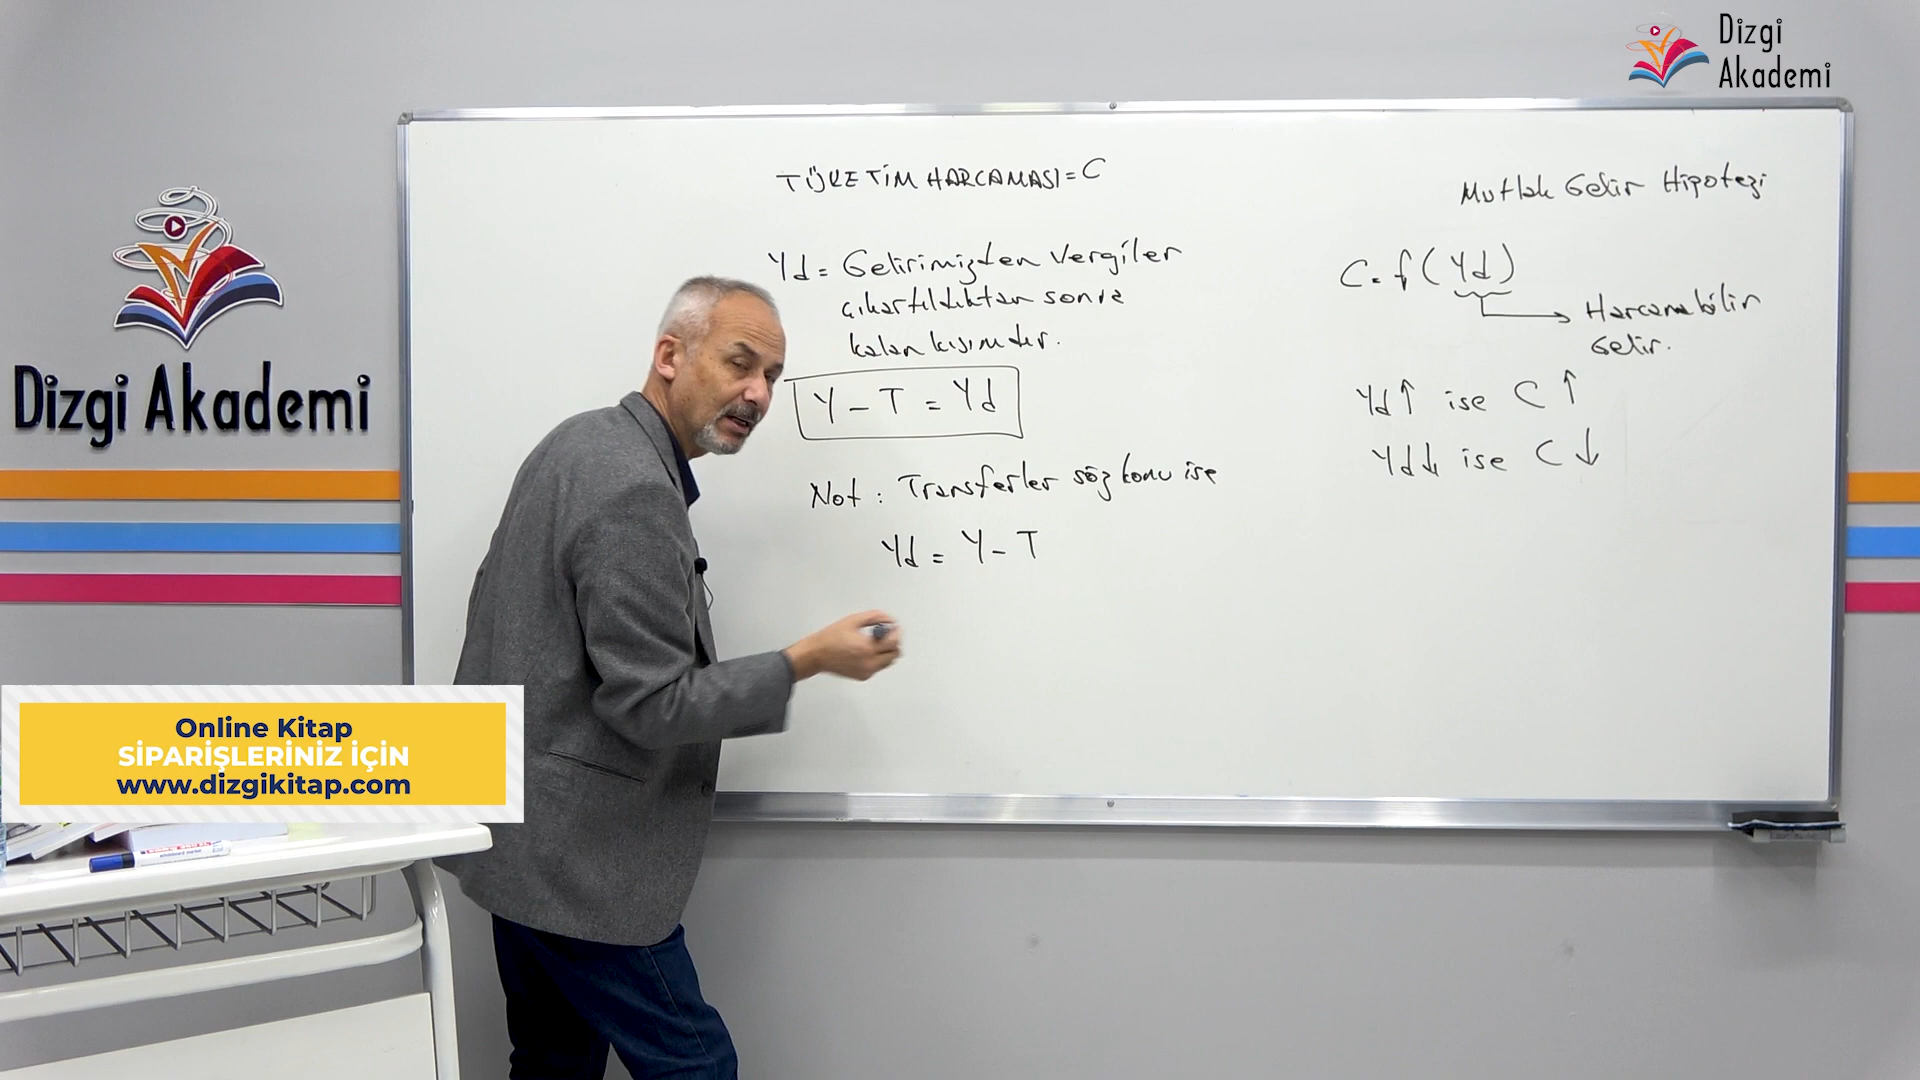 Dizgi
Akademi
TÜKETİM HARCAMASI = C
Yd = Gelirimizden Vergiler
çıkartıldıktan sonra
kalan kısımdır.
Y - T = Yd
Not : Transferler söz konu ise
Yd = Y - T
Mutlak Gelir Hipotezi
C = f ( Yd )
Harcanabilir
Gelir.
Yd ↑ ise C ↑
Yd ↓ ise C ↓
Dizgi Akademi
Online Kitap
SİPARİŞLERİNİZ İÇİN
www.dizgikitap.com